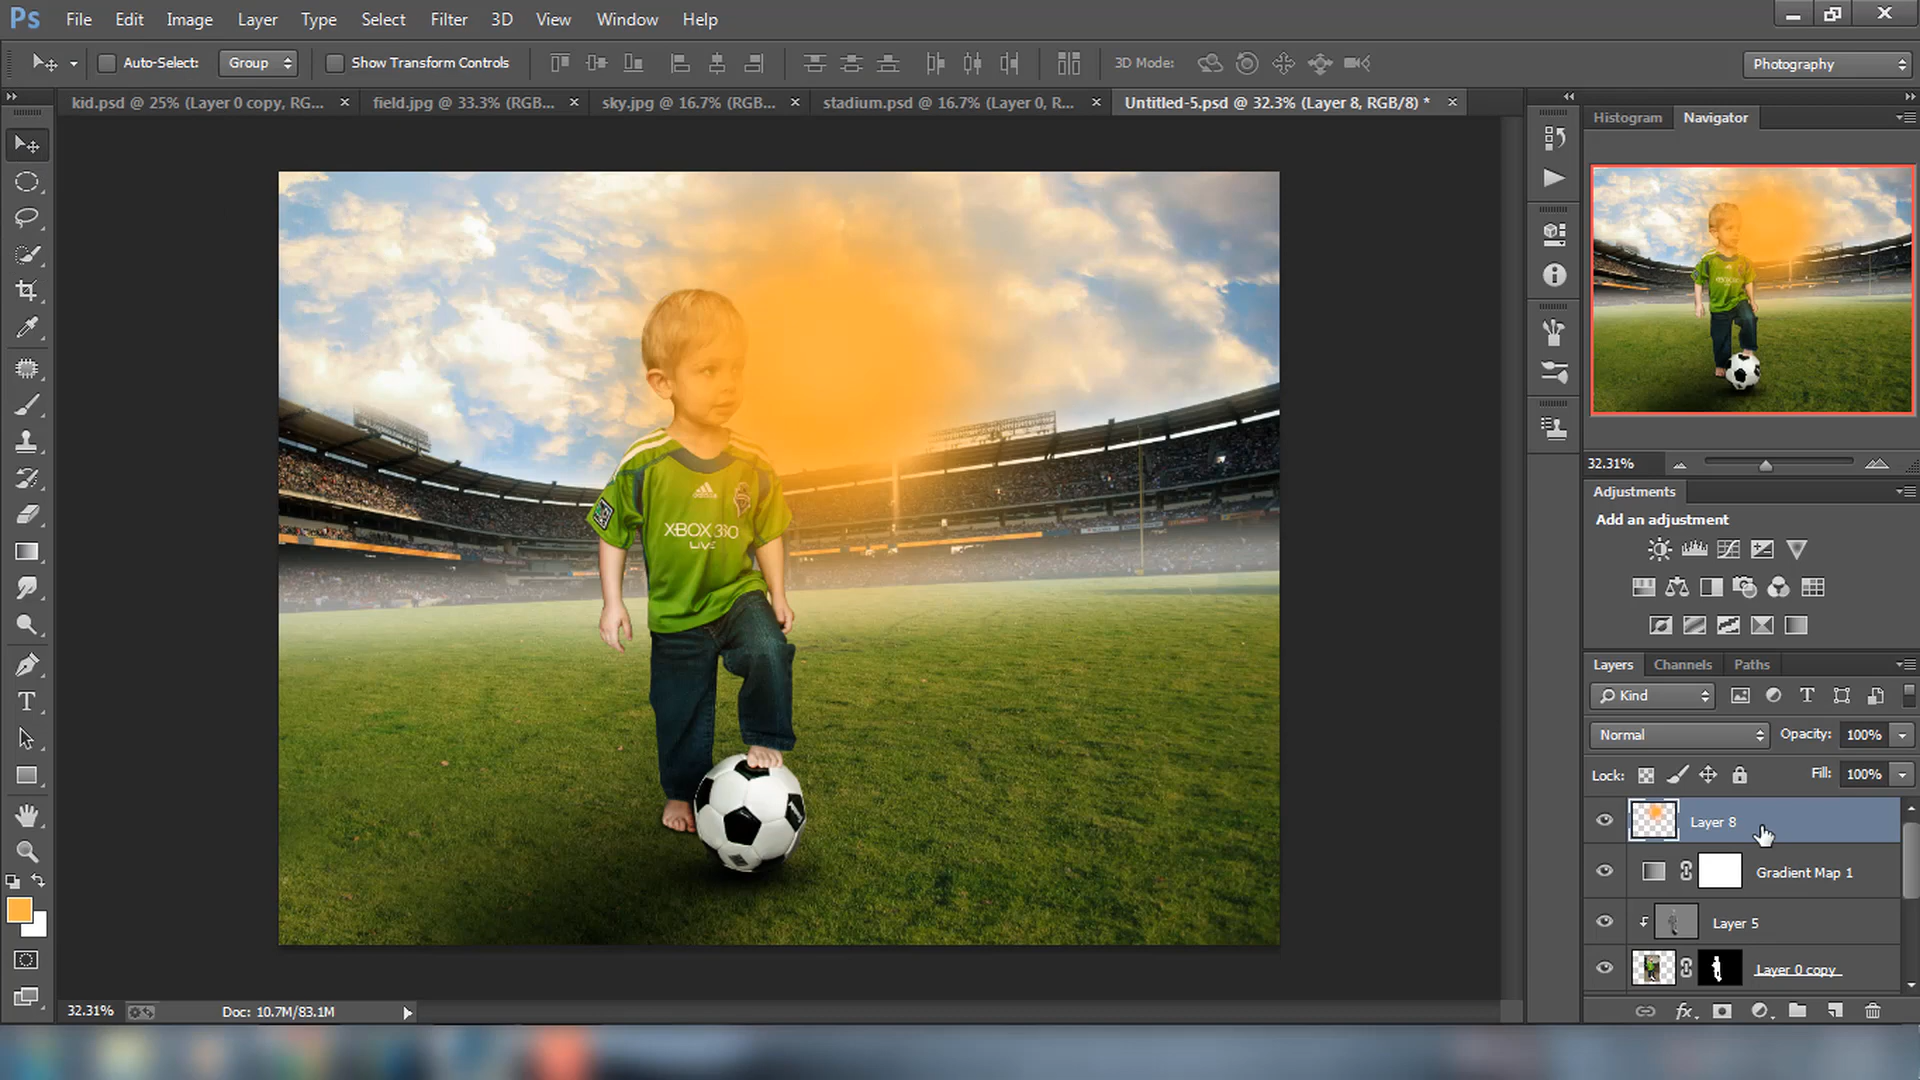 Ps File Edit Image Layer Type Select Filter 3D View Window Help
Auto-Select: Group Show Transform Controls 3D Mode: Photography
kid.psd @ 25% (Layer 0 copy, RG... field.jpg @ 33.3% (RGB... sky.jpg @ 16.7% (RGB... stadium.psd @ 16.7% (Layer 0, R... Untitled-5.psd @ 32.3% (Layer 8, RGB/8) *
Histogram Navigator
adidas
XBOX 360
LIVE
32.31%
Adjustments
Add an adjustment
Layers Channels Paths
Kind
Normal Opacity: 100%
Lock: Fill: 100%
Layer 8
Gradient Map 1
Layer 5
Layer 0 copy
32.31% Doc: 10.7M/83.1M